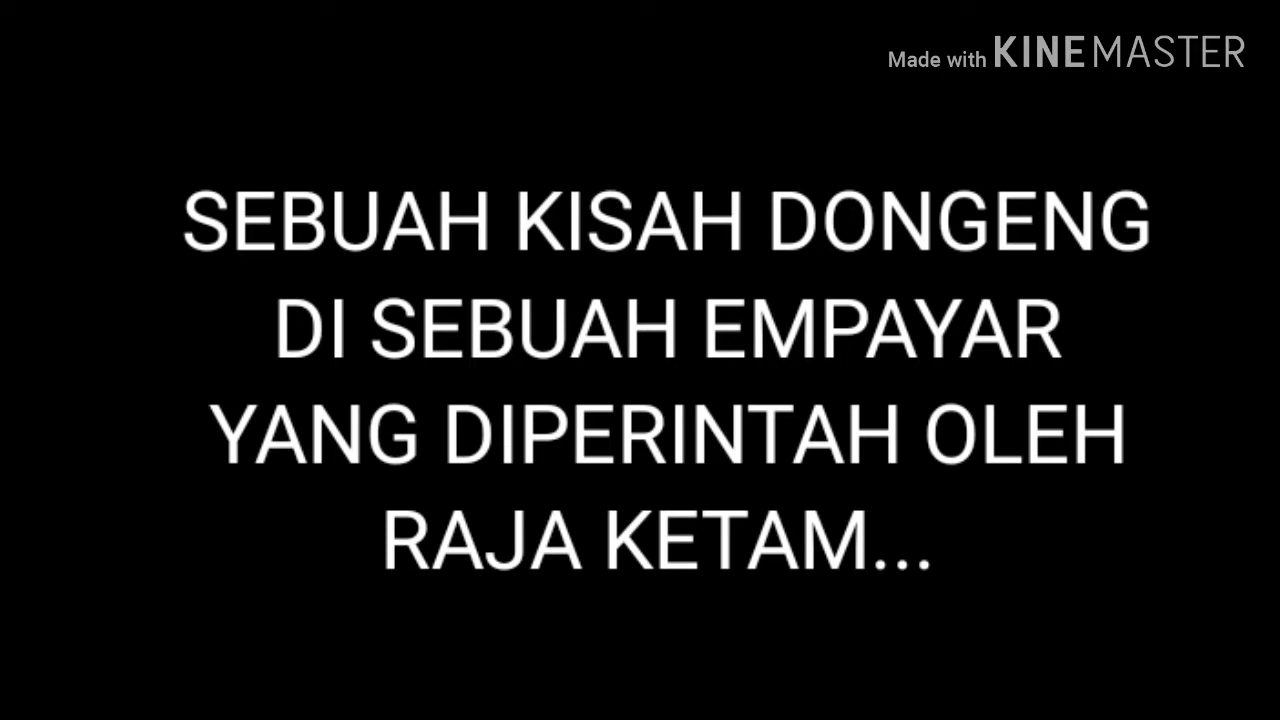 Made with KINEMASTER
SEBUAH KISAH DONGENG
DI SEBUAH EMPAYAR
YANG DIPERINTAH OLEH
RAJA KETAM...